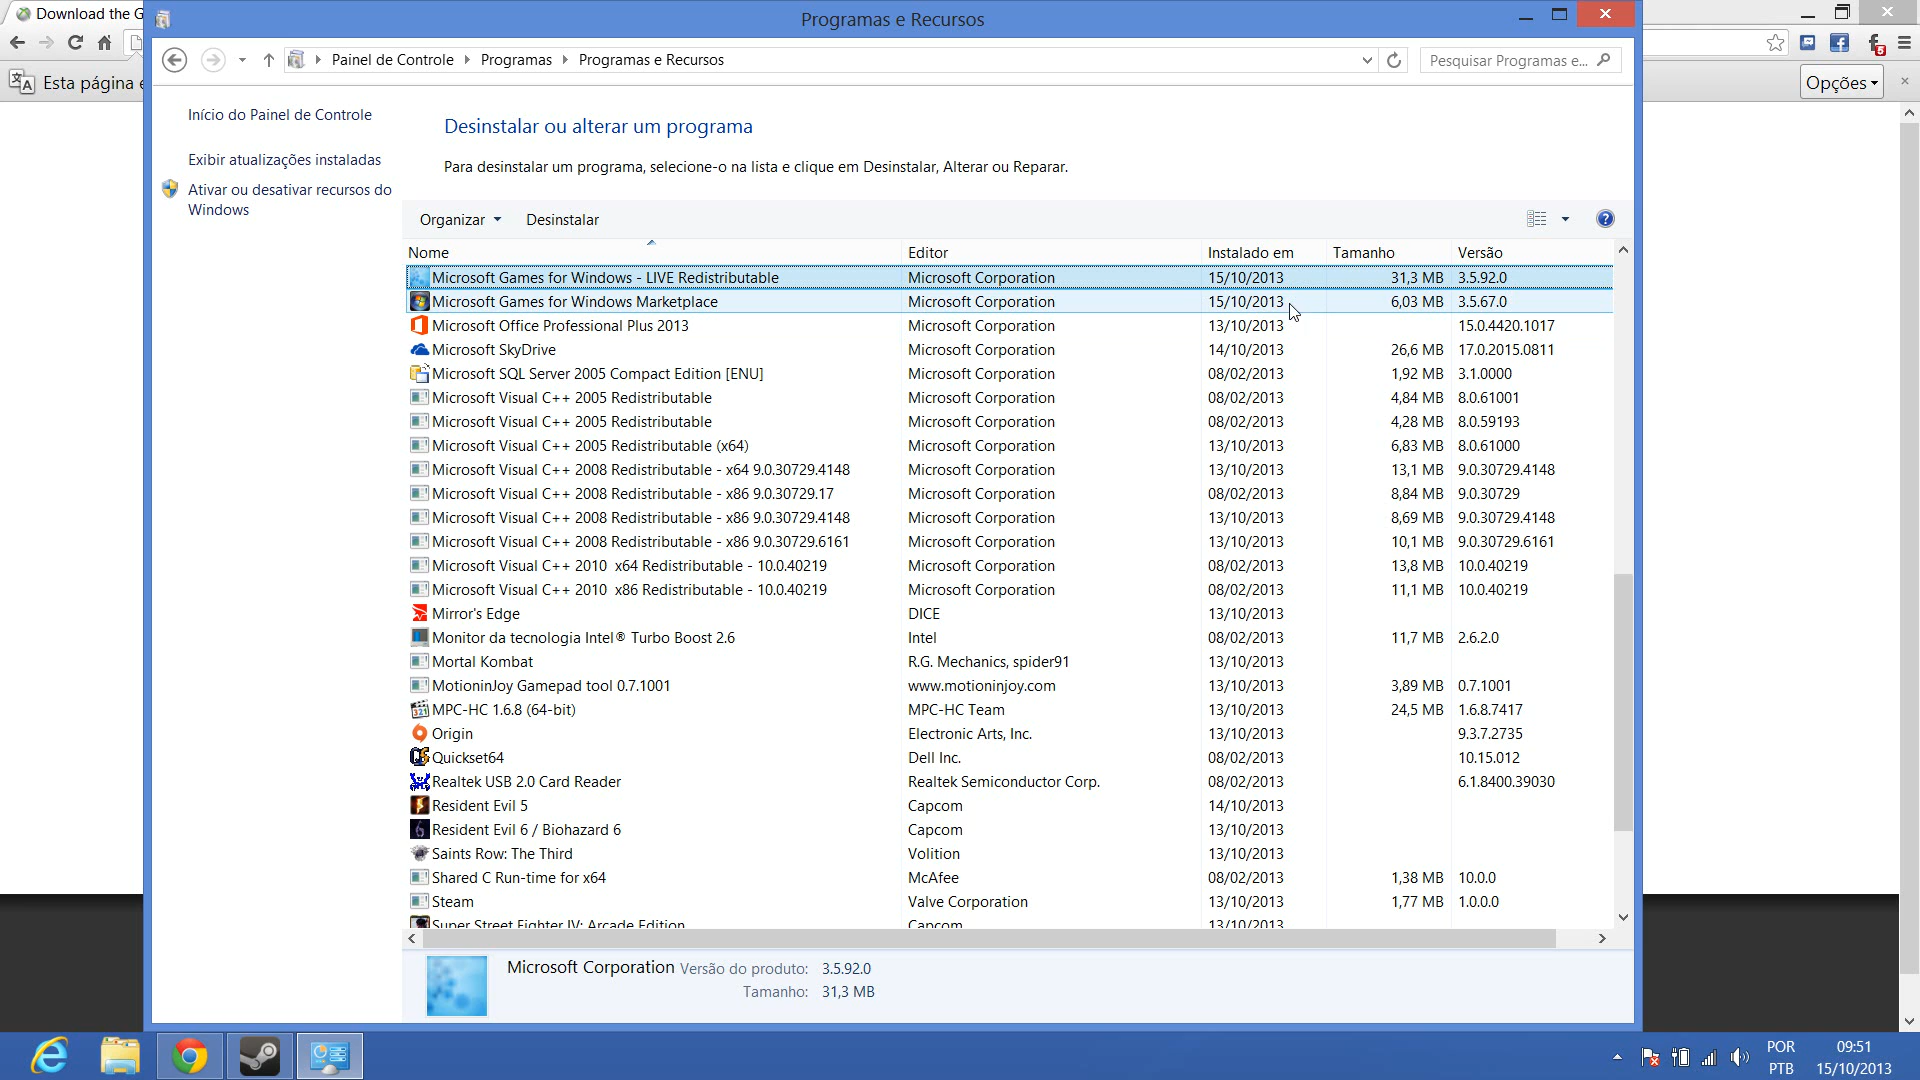 Download the G
Programas e Recursos
Painel de Controle
Programas
Programas e Recursos
Pesquisar Programas e...
Esta página
Opções
Início do Painel de Controle
Exibir atualizações instaladas
Ativar ou desativar recursos do
Windows
Desinstalar ou alterar um programa
Para desinstalar um programa, selecione-o na lista e clique em Desinstalar, Alterar ou Reparar.
Organizar Desinstalar
Nome Editor Instalado em Tamanho Versão
Microsoft Games for Windows - LIVE Redistributable Microsoft Corporation 15/10/2013 31,3 MB 3.5.92.0
Microsoft Games for Windows Marketplace Microsoft Corporation 15/10/2013 6,03 MB 3.5.67.0
Microsoft Office Professional Plus 2013 Microsoft Corporation 13/10/2013 15.0.4420.1017
Microsoft SkyDrive Microsoft Corporation 14/10/2013 26,6 MB 17.0.2015.0811
Microsoft SQL Server 2005 Compact Edition [ENU] Microsoft Corporation 08/02/2013 1,92 MB 3.1.0000
Microsoft Visual C++ 2005 Redistributable Microsoft Corporation 08/02/2013 4,84 MB 8.0.61001
Microsoft Visual C++ 2005 Redistributable Microsoft Corporation 08/02/2013 4,28 MB 8.0.59193
Microsoft Visual C++ 2005 Redistributable (x64) Microsoft Corporation 13/10/2013 6,83 MB 8.0.61000
Microsoft Visual C++ 2008 Redistributable - x64 9.0.30729.4148 Microsoft Corporation 13/10/2013 13,1 MB 9.0.30729.4148
Microsoft Visual C++ 2008 Redistributable - x86 9.0.30729.17 Microsoft Corporation 08/02/2013 8,84 MB 9.0.30729
Microsoft Visual C++ 2008 Redistributable - x86 9.0.30729.4148 Microsoft Corporation 13/10/2013 8,69 MB 9.0.30729.4148
Microsoft Visual C++ 2008 Redistributable - x86 9.0.30729.6161 Microsoft Corporation 13/10/2013 10,1 MB 9.0.30729.6161
Microsoft Visual C++ 2010 x64 Redistributable - 10.0.40219 Microsoft Corporation 08/02/2013 13,8 MB 10.0.40219
Microsoft Visual C++ 2010 x86 Redistributable - 10.0.40219 Microsoft Corporation 08/02/2013 11,1 MB 10.0.40219
Mirror's Edge DICE 13/10/2013
Monitor da tecnologia Intel® Turbo Boost 2.6 Intel 08/02/2013 11,7 MB 2.6.2.0
Mortal Kombat R.G. Mechanics, spider91 13/10/2013
MotioninJoy Gamepad tool 0.7.1001 www.motioninjoy.com 13/10/2013 3,89 MB 0.7.1001
MPC-HC 1.6.8 (64-bit) MPC-HC Team 13/10/2013 24,5 MB 1.6.8.7417
Origin Electronic Arts, Inc. 13/10/2013 9.3.7.2735
Quickset64 Dell Inc. 08/02/2013 10.15.012
Realtek USB 2.0 Card Reader Realtek Semiconductor Corp. 08/02/2013 6.1.8400.39030
Resident Evil 5 Capcom 14/10/2013
Resident Evil 6 / Biohazard 6 Capcom 13/10/2013
Saints Row: The Third Volition 13/10/2013
Shared C Run-time for x64 McAfee 08/02/2013 1,38 MB 10.0.0
Steam Valve Corporation 13/10/2013 1,77 MB 1.0.0.0
Super Street Fighter IV: Arcade Edition Capcom 13/10/2013
Microsoft Corporation Versão do produto: 3.5.92.0
Tamanho: 31,3 MB
POR
PTB
09:51
15/10/2013